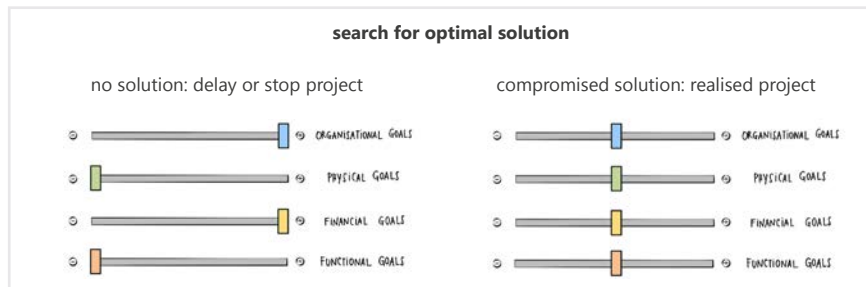 search for optimal solution
no solution: delay or stop project
ORGANISATIONAL GOALS
PHYSICAL GOALS
FINANCIAL GOALS
FUNCTIONAL GOALS
compromised solution: realised project
ORGANISATIONAL GOALS
PHYSICAL GOALS
FINANCIAL GOALS
FUNCTIONAL GOALS